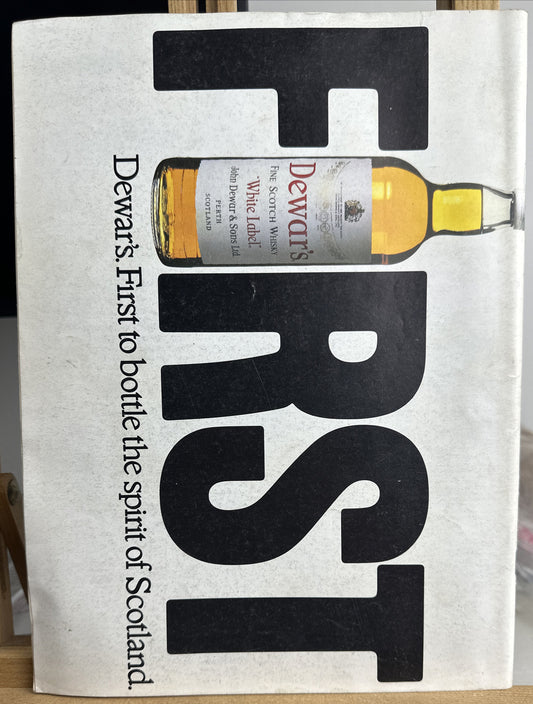 F RST
Dewar's
FINE SCOTCH WHISKY
"White Label"
John Dewar & Sons Ltd.
PERTH
SCOTLAND
Dewar's. First to bottle the spirit of Scotland.